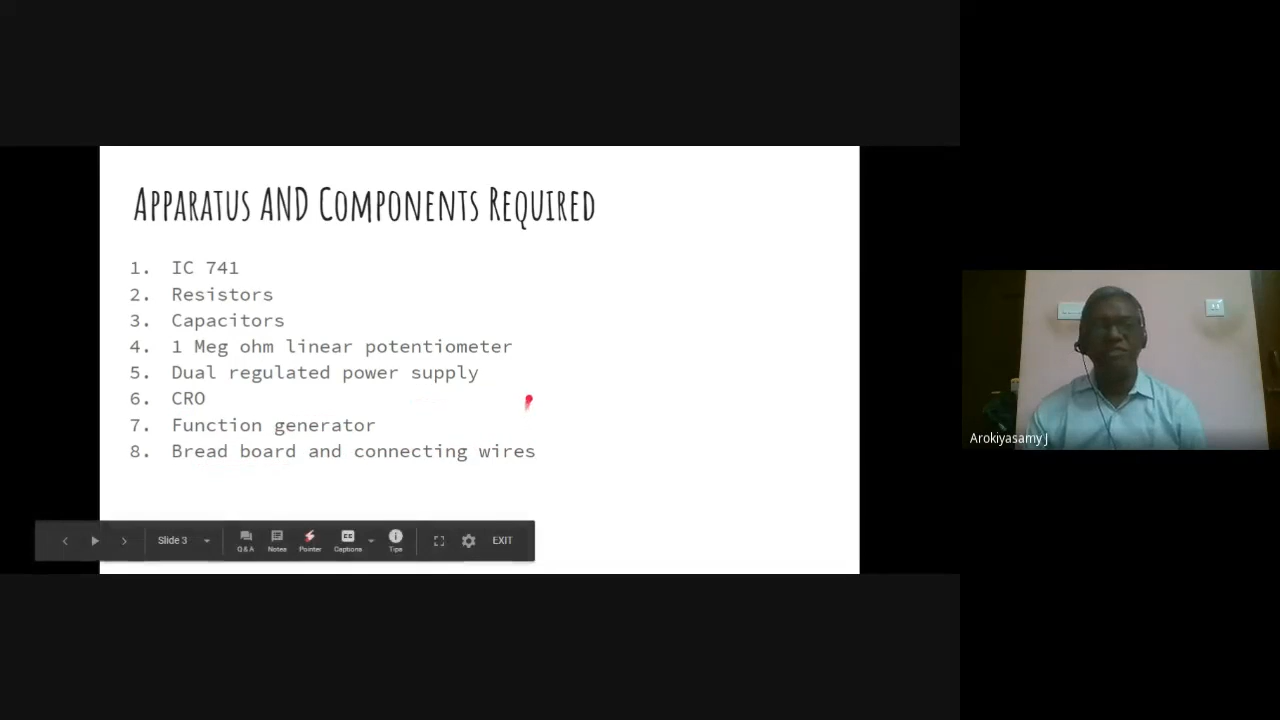 Apparatus AND Components Required
1. IC 741
2. Resistors
3. Capacitors
4. 1 Meg ohm linear potentiometer
5. Dual regulated power supply
6. CRO
7. Function generator
8. Bread board and connecting wires
Slide 3
Q&A
Notes
Pointer
CC
Captions
Tips
EXIT
Arokiyasamy J